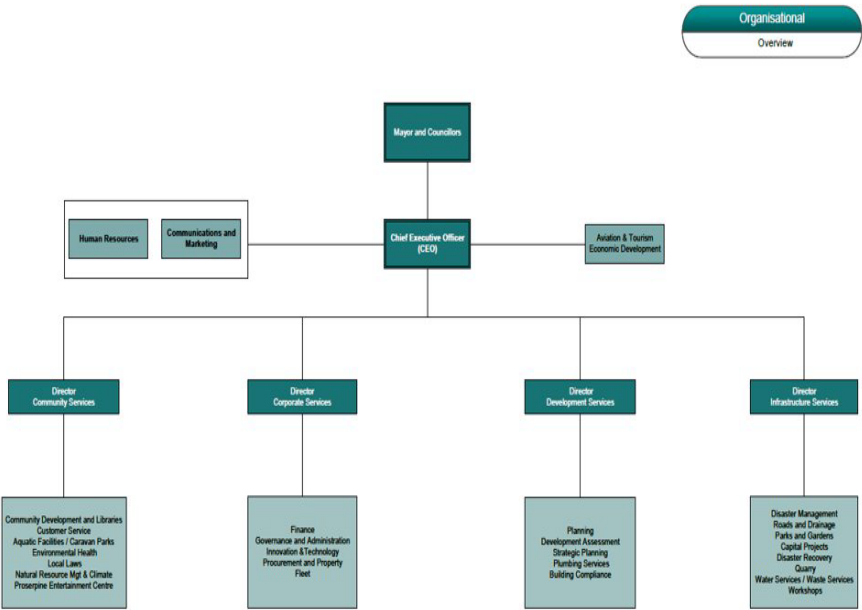 Organisational
Overview
Mayor and Councillors
Human Resources
Communications and
Marketing
Chief Executive Officer
(CEO)
Aviation & Tourism
Economic Development
Director
Community Services
Director
Corporate Services
Director
Development Services
Director
Infrastructure Services
Community Development and Libraries
Customer Service
Aquatic Facilities / Caravan Parks
Environmental Health
Local Laws
Natural Resource Mgt & Climate
Proserpine Entertainment Centre
Finance
Governance and Administration
Innovation &Technology
Procurement and Property
Fleet
Planning
Development Assessment
Strategic Planning
Plumbing Services
Building Compliance
Disaster Management
Roads and Drainage
Parks and Gardens
Capital Projects
Disaster Recovery
Quarry
Water Services / Waste Services
Workshops